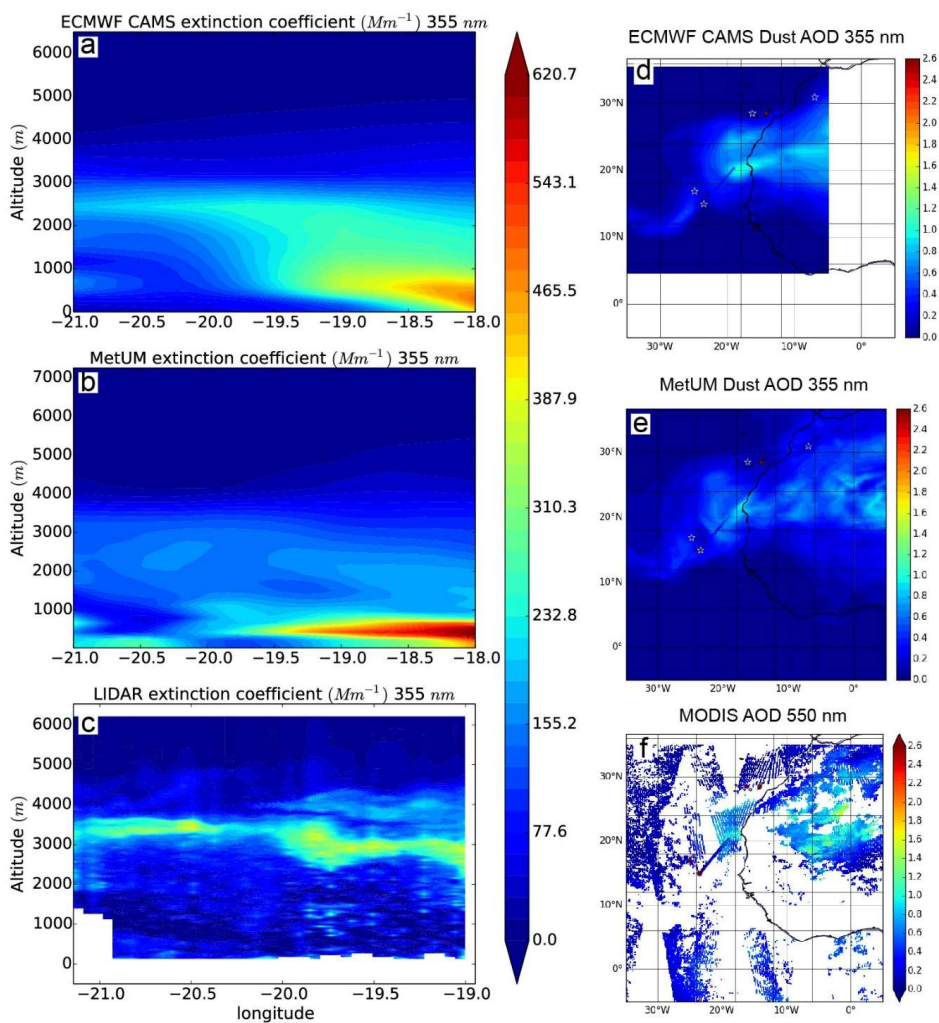 ECMWF CAMS extinction coefficient (Mm⁻¹) 355 nm
a
6000
5000
4000
3000
2000
1000
0
Altitude (m)
−21.0 −20.5 −20.0 −19.5 −19.0 −18.5 −18.0
MetUM extinction coefficient (Mm⁻¹) 355 nm
b
7000
6000
5000
4000
3000
2000
1000
0
Altitude (m)
−21.0 −20.5 −20.0 −19.5 −19.0 −18.5 −18.0
LIDAR extinction coefficient (Mm⁻¹) 355 nm
c
6000
5000
4000
3000
2000
1000
0
Altitude (m)
−21.0 −20.5 −20.0 −19.5 −19.0
longitude
620.7
543.1
465.5
387.9
310.3
232.8
155.2
77.6
0.0
ECMWF CAMS Dust AOD 355 nm
d
30°N
20°N
10°N
0°
30°W 20°W 10°W 0°
2.6
2.4
2.2
2.0
1.8
1.6
1.4
1.2
1.0
0.8
0.6
0.4
0.2
0.0
MetUM Dust AOD 355 nm
e
30°N
20°N
10°N
0°
30°W 20°W 10°W 0°
2.6
2.4
2.2
2.0
1.8
1.6
1.4
1.2
1.0
0.8
0.6
0.4
0.2
0.0
MODIS AOD 550 nm
f
30°N
20°N
10°N
0°
30°W 20°W 10°W 0°
2.6
2.4
2.2
2.0
1.8
1.6
1.4
1.2
1.0
0.8
0.6
0.4
0.2
0.0